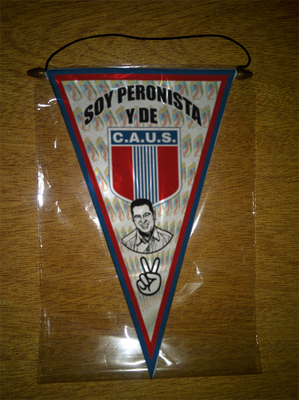 SOY PERONISTA
Y DE
C.A.U.S.